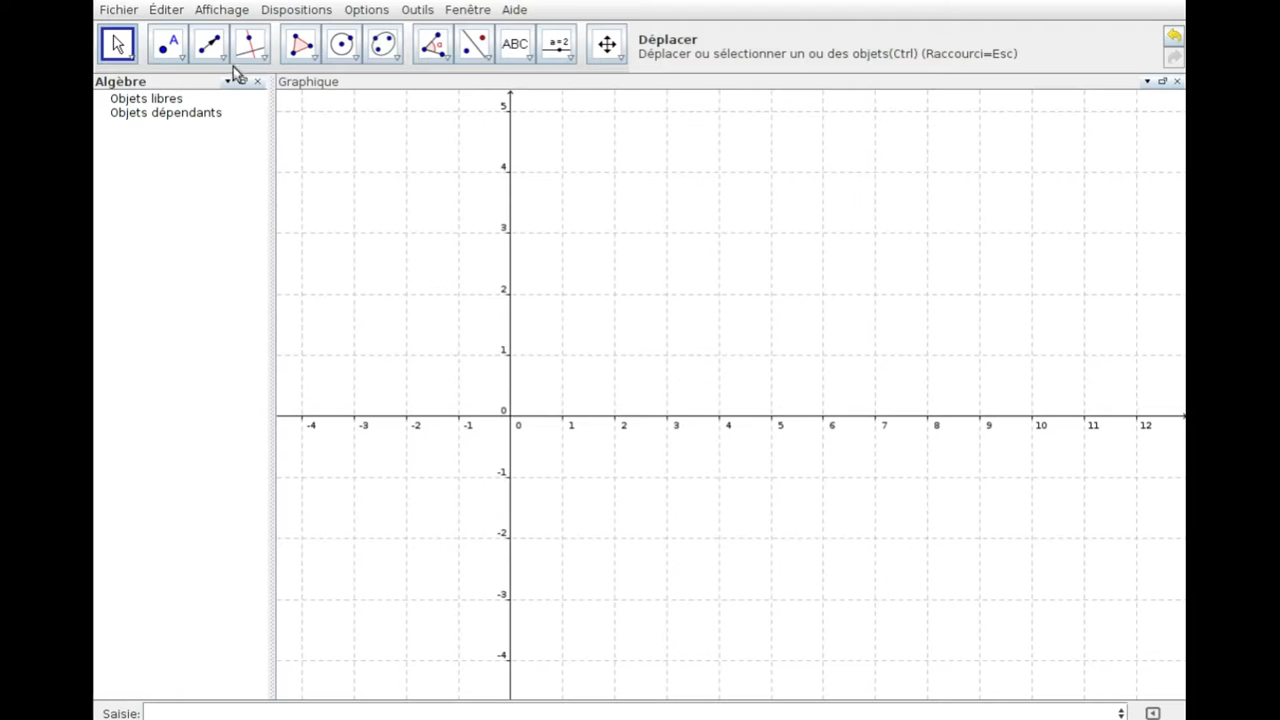 Fichier Éditer Affichage Dispositions Options Outils Fenêtre Aide
A
α
ABC
a=2
Déplacer
Déplacer ou sélectionner un ou des objets(Ctrl) (Raccourci=Esc)
Algèbre
Graphique
Objets libres
Objets dépendants
5
4
3
2
1
0
-4 -3 -2 -1 0 1 2 3 4 5 6 7 8 9 10 11 12
-1
-2
-3
-4
Saisie: